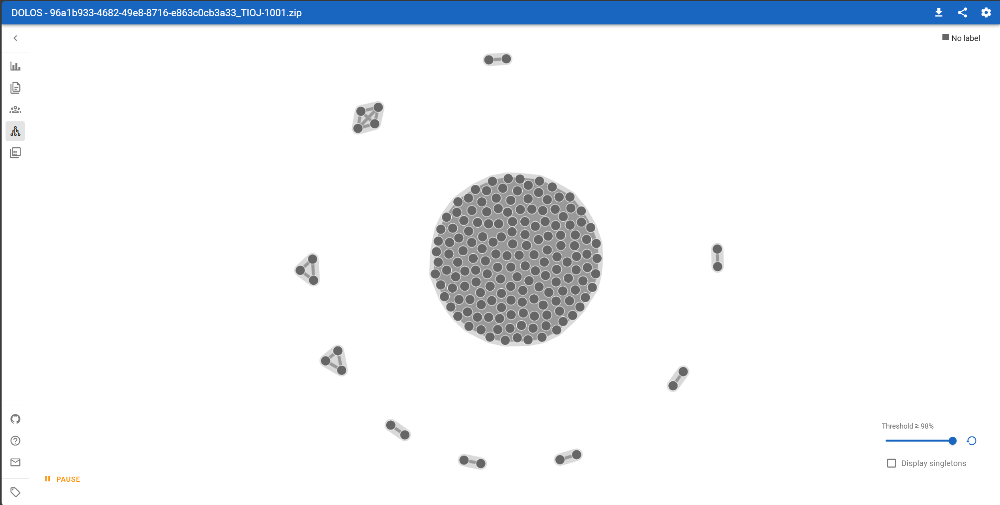 DOLOS - 96a1b933-4682-49e8-8716-e863c0cb3a33_TIOJ-1001.zip
No label
Threshold ≥ 98%
Display singletons
PAUSE